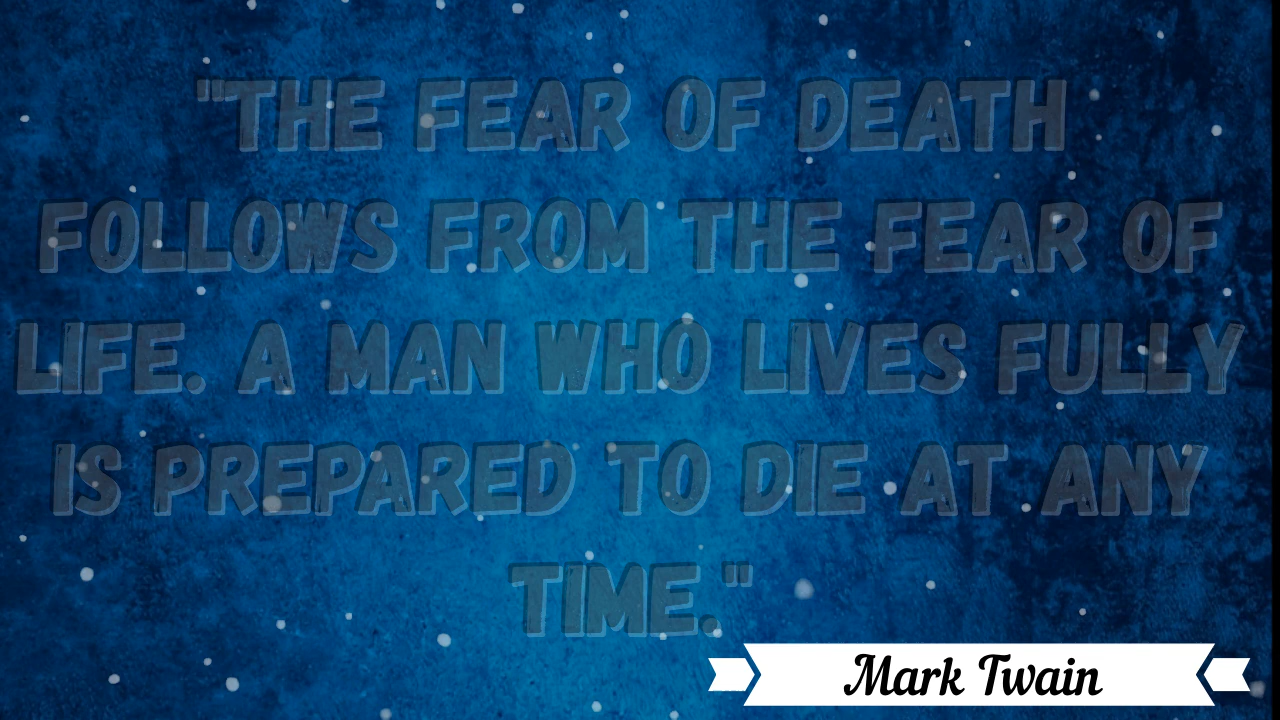 "THE FEAR OF DEATH
FOLLOWS FROM THE FEAR OF
LIFE. A MAN WHO LIVES FULLY
IS PREPARED TO DIE AT ANY
TIME."
Mark Twain